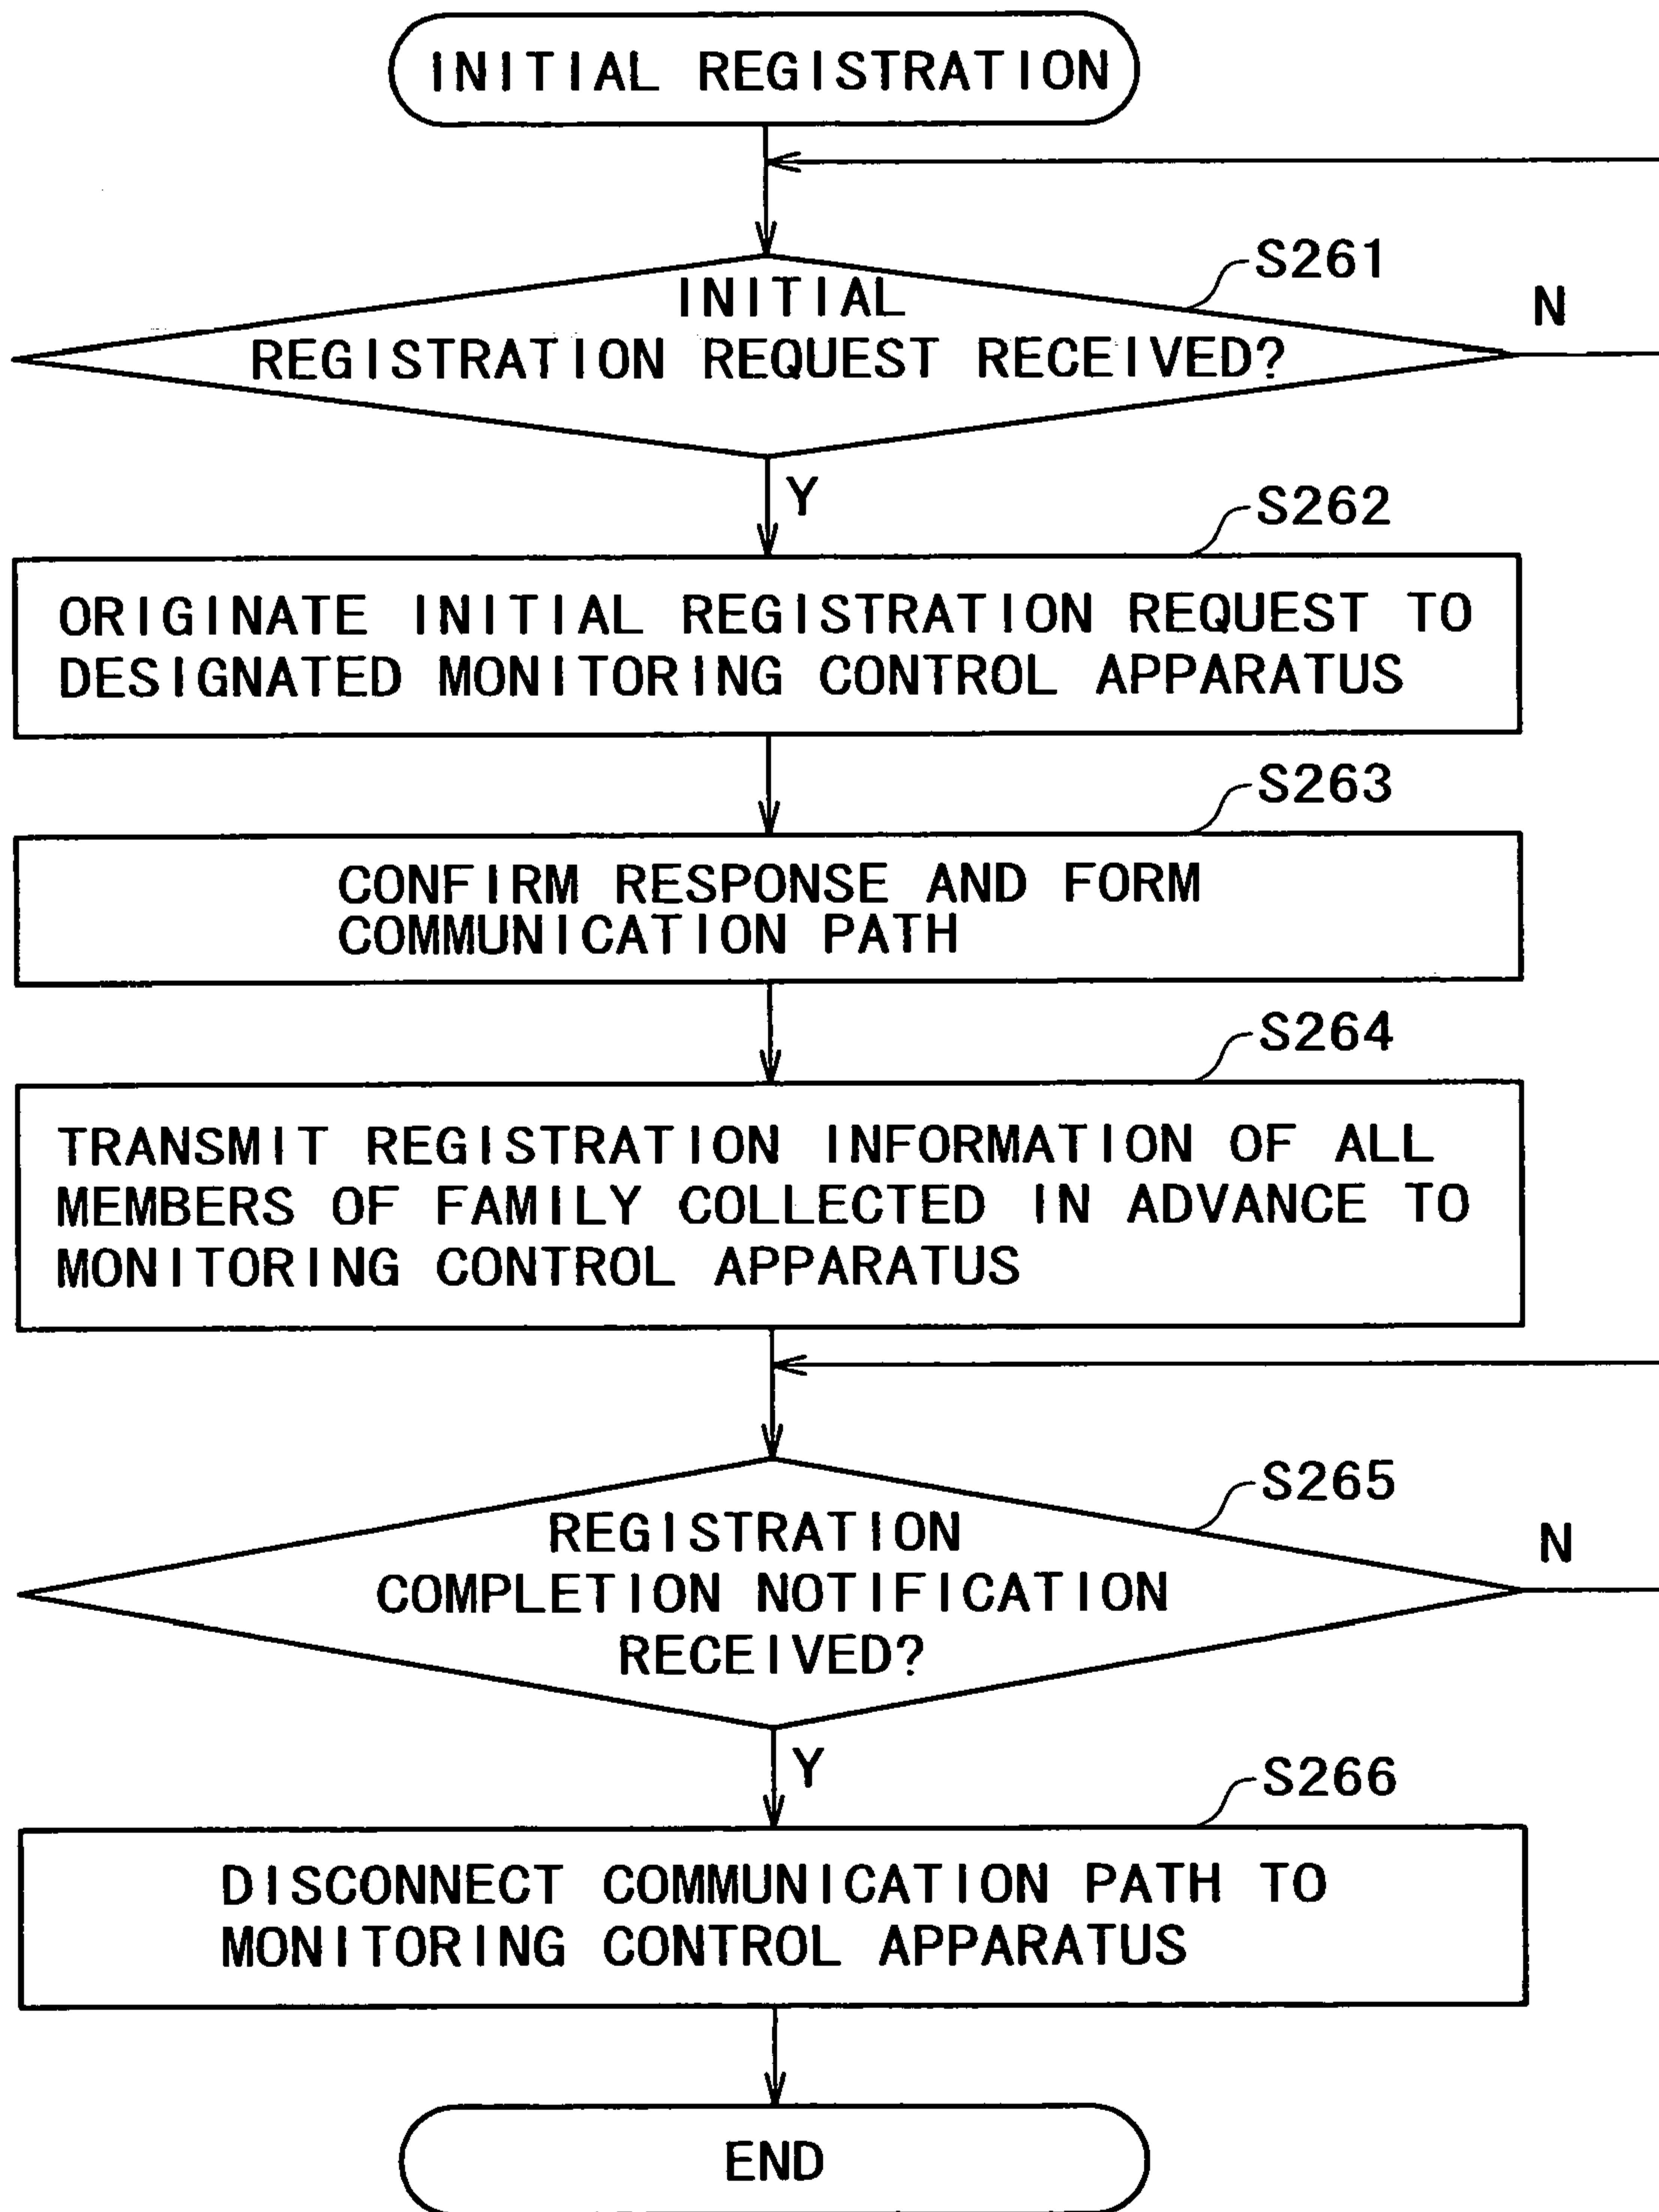 INITIAL REGISTRATION
S261
INITIAL
REGISTRATION REQUEST RECEIVED?
N
Y
S262
ORIGINATE INITIAL REGISTRATION REQUEST TO
DESIGNATED MONITORING CONTROL APPARATUS
S263
CONFIRM RESPONSE AND FORM
COMMUNICATION PATH
S264
TRANSMIT REGISTRATION INFORMATION OF ALL
MEMBERS OF FAMILY COLLECTED IN ADVANCE TO
MONITORING CONTROL APPARATUS
S265
REGISTRATION
COMPLETION NOTIFICATION
RECEIVED?
N
Y
S266
DISCONNECT COMMUNICATION PATH TO
MONITORING CONTROL APPARATUS
END